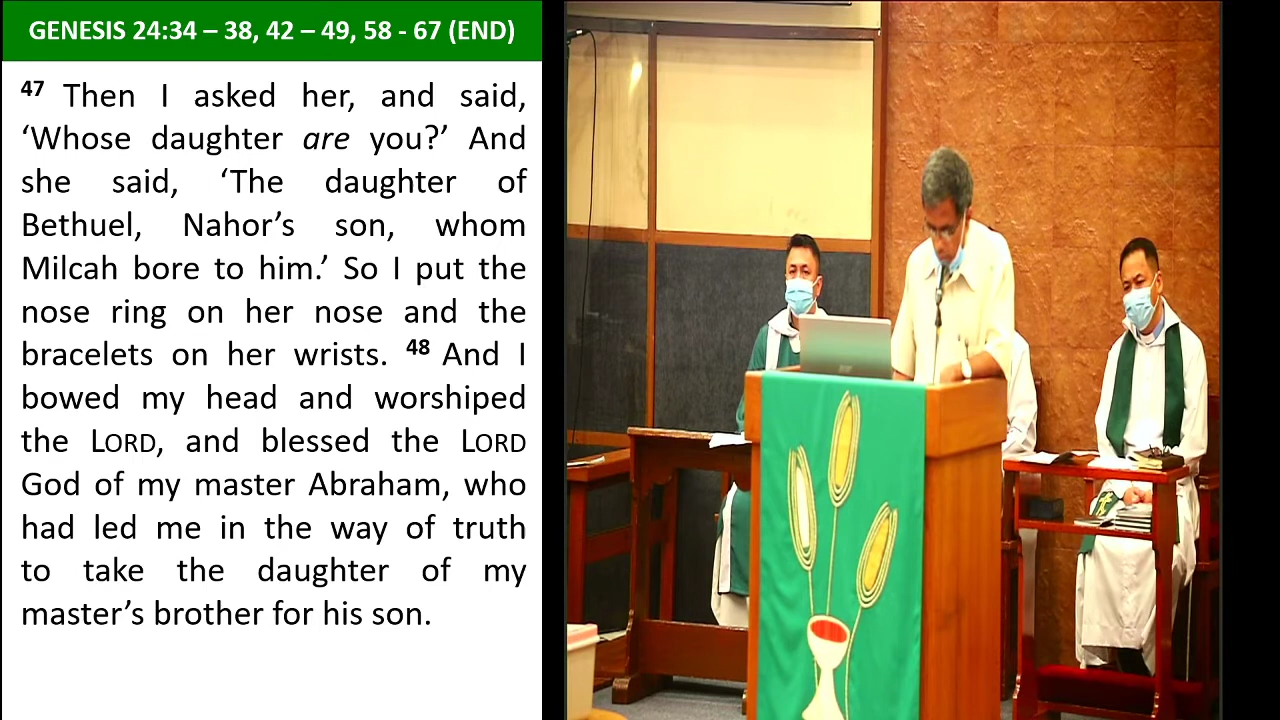 GENESIS 24:34 – 38, 42 – 49, 58 - 67 (END)
47 Then I asked her, and said,
‘Whose daughter are you?’ And
she said, ‘The daughter of
Bethuel, Nahor’s son, whom
Milcah bore to him.’ So I put the
nose ring on her nose and the
bracelets on her wrists. 48 And I
bowed my head and worshiped
the LORD, and blessed the LORD
God of my master Abraham, who
had led me in the way of truth
to take the daughter of my
master’s brother for his son.